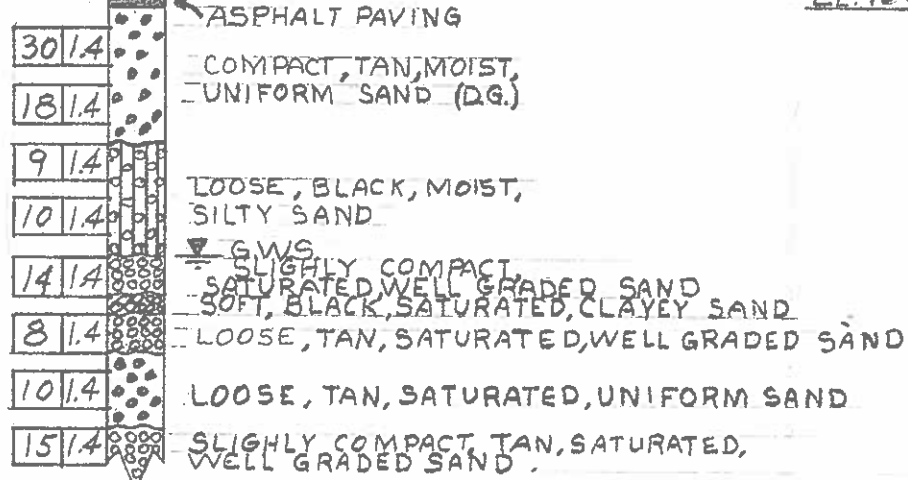 ASPHALT PAVING
30 1.4
COMPACT, TAN, MOIST,
UNIFORM SAND (D.G.)
18 1.4
9 1.4
LOOSE, BLACK, MOIST,
SILTY SAND
10 1.4
GWS
SLIGHLY COMPACT,
14 1.4
SATURATED, WELL GRADED SAND
SOFT, BLACK, SATURATED, CLAYEY SAND
8 1.4
LOOSE, TAN, SATURATED, WELL GRADED SAND
10 1.4
LOOSE, TAN, SATURATED, UNIFORM SAND
15 1.4
SLIGHLY COMPACT, TAN, SATURATED,
WELL GRADED SAND.